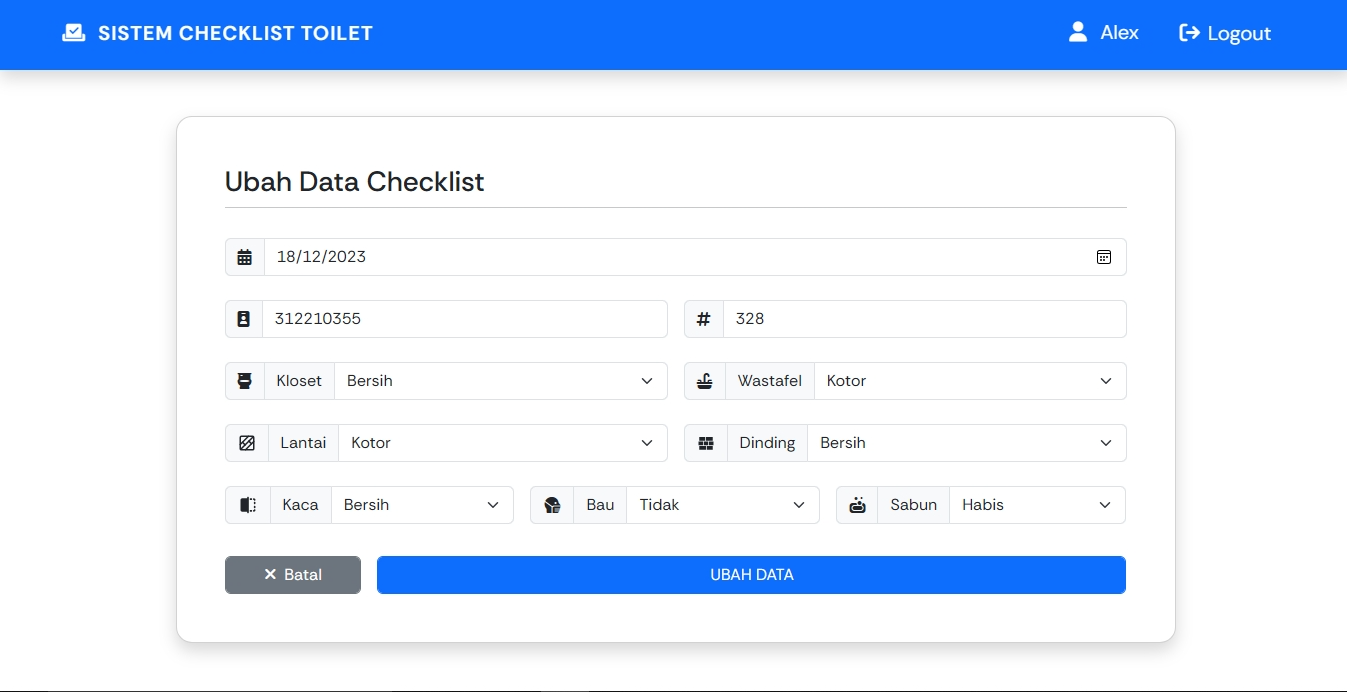 SISTEM CHECKLIST TOILET Alex Logout
Ubah Data Checklist
18/12/2023
312210355 # 328
Kloset Bersih Wastafel Kotor
Lantai Kotor Dinding Bersih
Kaca Bersih Bau Tidak Sabun Habis
Batal UBAH DATA